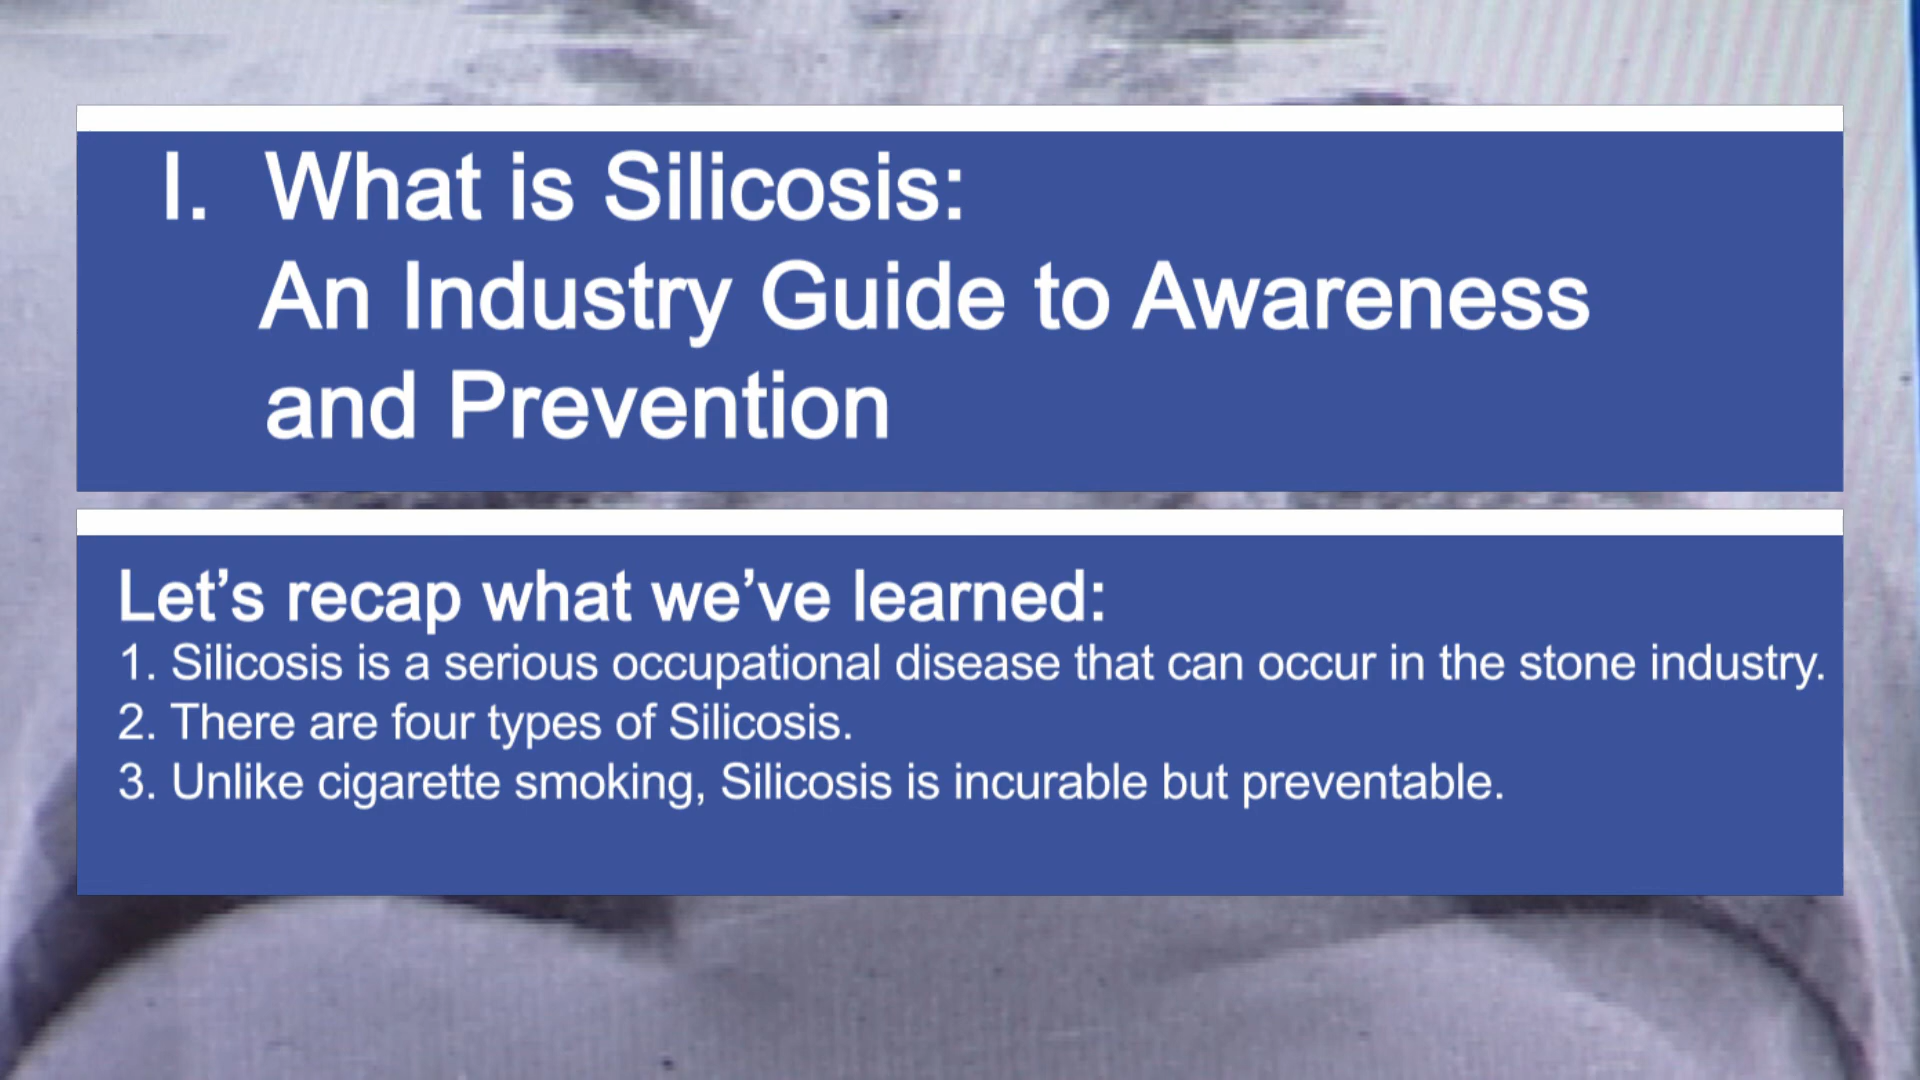 I. What is Silicosis:
An Industry Guide to Awareness
and Prevention
Let’s recap what we’ve learned:
1. Silicosis is a serious occupational disease that can occur in the stone industry.
2. There are four types of Silicosis.
3. Unlike cigarette smoking, Silicosis is incurable but preventable.